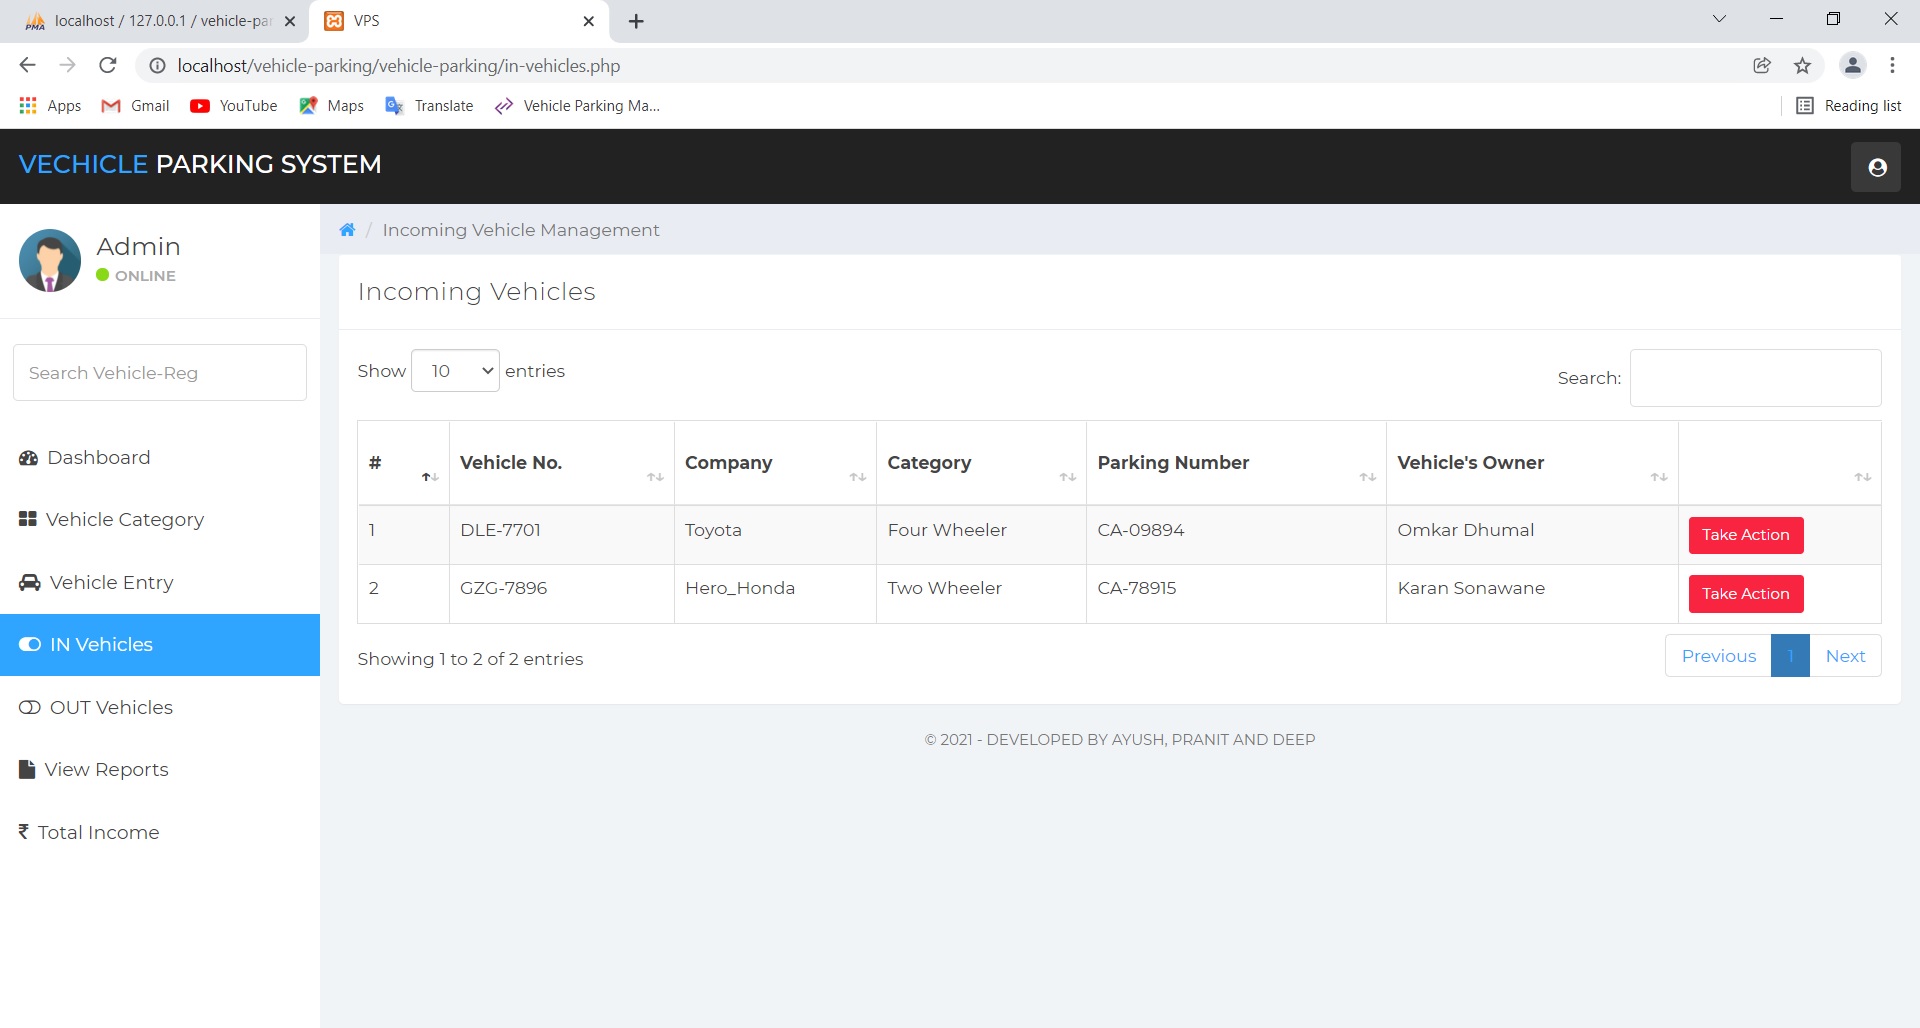 localhost / 127.0.0.1 / vehicle-par
VPS
localhost/vehicle-parking/vehicle-parking/in-vehicles.php
Apps Gmail YouTube Maps Translate Vehicle Parking Ma... Reading list
VECHICLE PARKING SYSTEM
Admin
ONLINE
Search Vehicle-Reg
Dashboard
Vehicle Category
Vehicle Entry
IN Vehicles
OUT Vehicles
View Reports
₹ Total Income
/ Incoming Vehicle Management
Incoming Vehicles
Show 10 entries Search:
# Vehicle No. Company Category Parking Number Vehicle's Owner
1 DLE-7701 Toyota Four Wheeler CA-09894 Omkar Dhumal Take Action
2 GZG-7896 Hero_Honda Two Wheeler CA-78915 Karan Sonawane Take Action
Showing 1 to 2 of 2 entries Previous 1 Next
© 2021 - DEVELOPED BY AYUSH, PRANIT AND DEEP